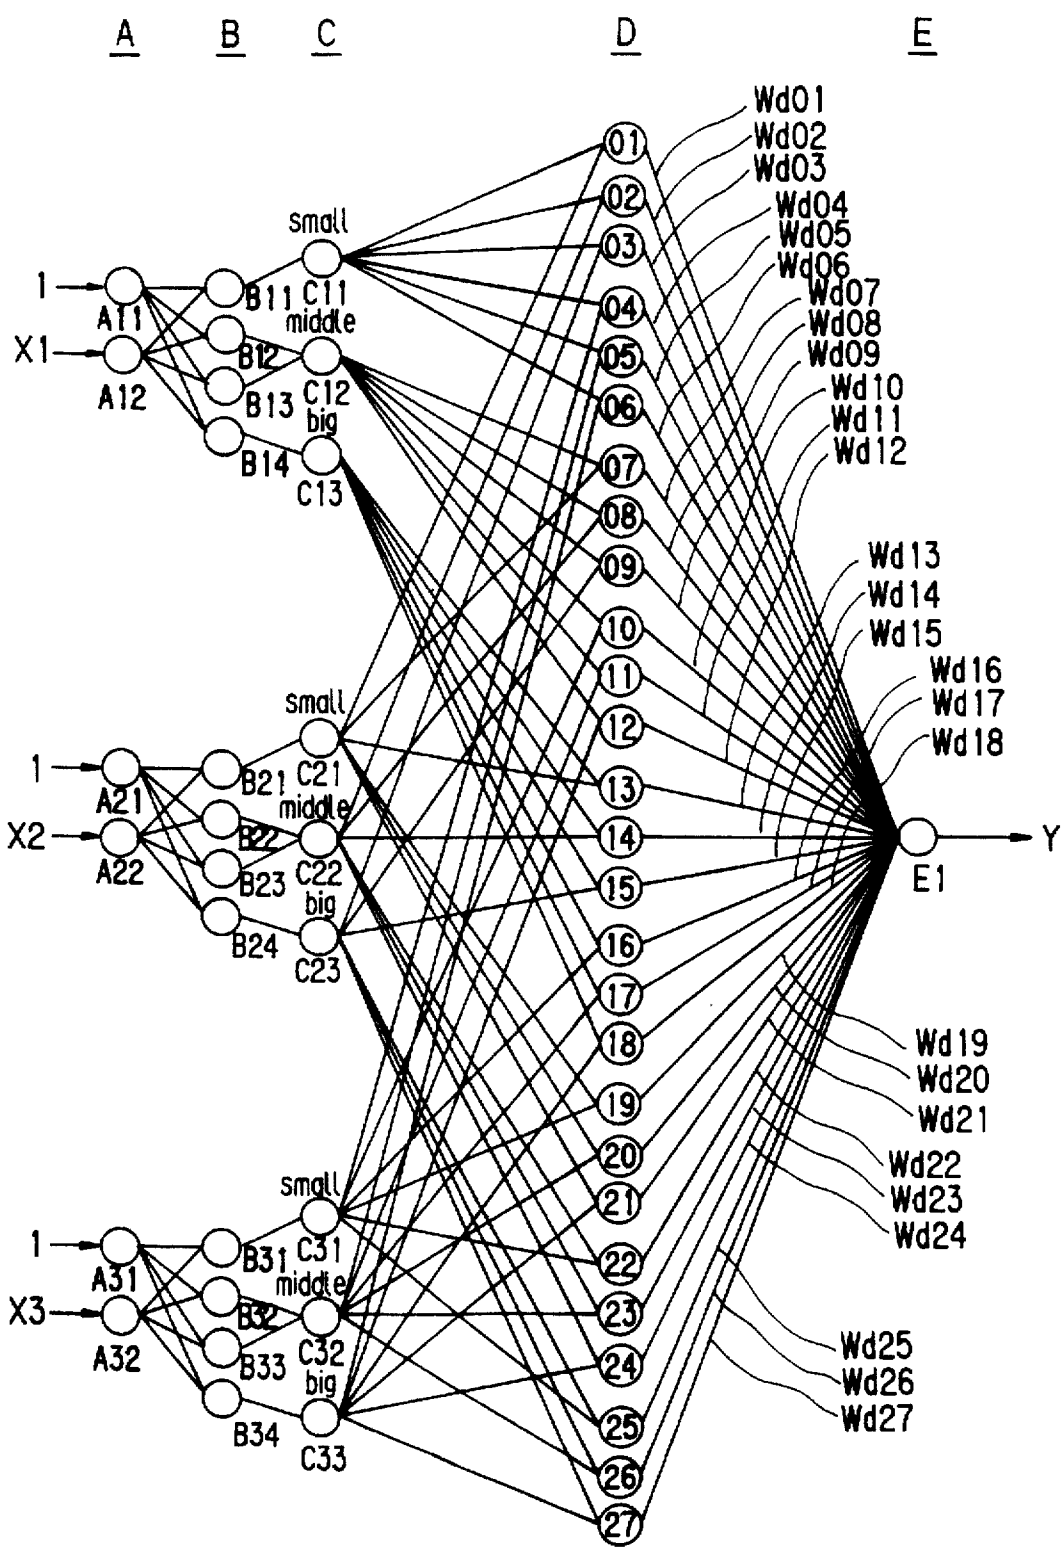 A B C D E
Wd01
Wd02
Wd03
Wd04
Wd05
Wd06
Wd07
Wd08
Wd09
Wd10
Wd11
Wd12
Wd13
Wd14
Wd15
Wd16
Wd17
Wd18
Wd19
Wd20
Wd21
Wd22
Wd23
Wd24
Wd25
Wd26
Wd27
01
02
03
04
05
06
07
08
09
10
11
12
13
14
15
16
17
18
19
20
21
22
23
24
25
26
27
small
1
A11
B11
C11
middle
X1
A12
B12
B13
C12
big
B14
C13
small
1
A21
B21
C21
middle
X2
A22
B22
B23
C22
big
B24
C23
small
1
A31
B31
C31
middle
X3
A32
B32
B33
C32
big
B34
C33
E1
Y